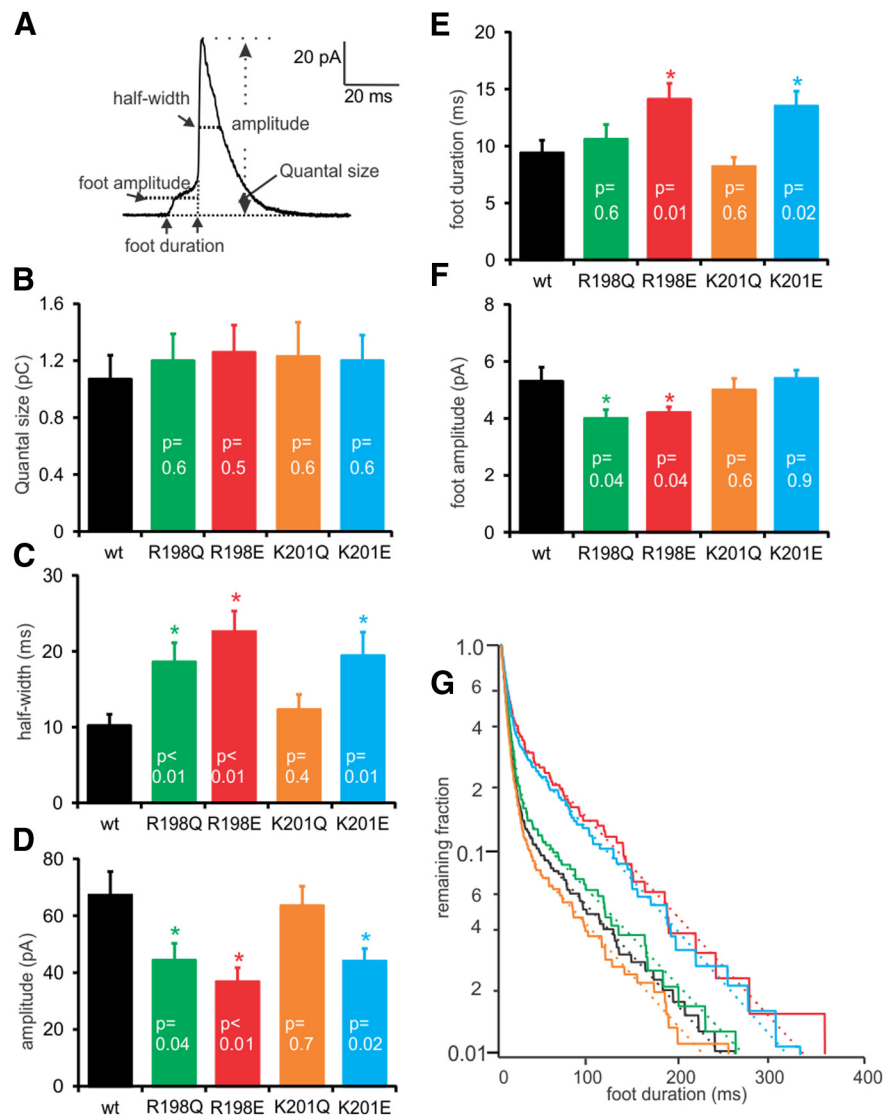 A
20 pA
20 ms
half-width
amplitude
foot amplitude
Quantal size
foot duration
B
Quantal size (pC)
1.6
1.2
0.8
0.4
0
p=
0.6
p=
0.5
p=
0.6
p=
0.6
wt R198Q R198E K201Q K201E
C
half-width (ms)
30
20
10
0
* * *
p<
0.01
p<
0.01
p=
0.4
p=
0.01
wt R198Q R198E K201Q K201E
D
amplitude (pA)
80
60
40
20
0
* * *
p=
0.04
p<
0.01
p=
0.7
p=
0.02
wt R198Q R198E K201Q K201E
E
foot duration (ms)
20
15
10
5
0
* *
p=
0.6
p=
0.01
p=
0.6
p=
0.02
wt R198Q R198E K201Q K201E
F
foot amplitude (pA)
8
6
4
2
0
* *
p=
0.04
p=
0.04
p=
0.6
p=
0.9
wt R198Q R198E K201Q K201E
G
remaining fraction
1.0
6
4
2
0.1
6
4
2
0.01
0 100 200 300 400
foot duration (ms)